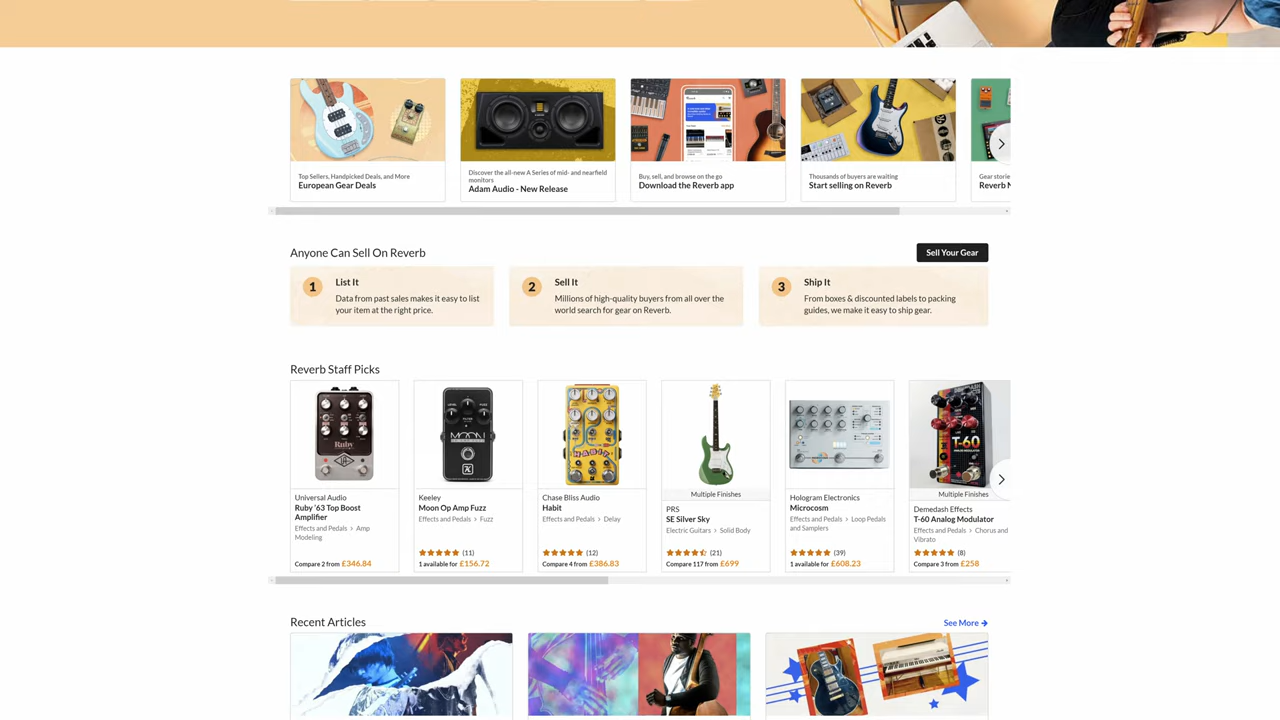 Top Sellers, Handpicked Deals, and More
European Gear Deals
Discover the all-new A Series of mid- and nearfield
monitors
Adam Audio - New Release
Buy, sell, and browse on the go
Download the Reverb app
Thousands of buyers are waiting
Start selling on Reverb
Gear storie
Reverb N
Anyone Can Sell On Reverb
Sell Your Gear
1
List It
Data from past sales makes it easy to list
your item at the right price.
2
Sell It
Millions of high-quality buyers from all over the
world search for gear on Reverb.
3
Ship It
From boxes & discounted labels to packing
guides, we make it easy to ship gear.
Reverb Staff Picks
Ruby
MOON
HABIT
T-60
Universal Audio
Ruby '63 Top Boost
Amplifier
Effects and Pedals > Amp
Modeling
Compare 2 from £346.84
Keeley
Moon Op Amp Fuzz
Effects and Pedals > Fuzz
(11)
1 available for £156.72
Chase Bliss Audio
Habit
Effects and Pedals > Delay
(12)
Compare 4 from £386.83
Multiple Finishes
PRS
SE Silver Sky
Electric Guitars > Solid Body
(21)
Compare 117 from £699
Hologram Electronics
Microcosm
Effects and Pedals > Loop Pedals
and Samplers
(39)
1 available for £608.23
Multiple Finishes
Demedash Effects
T-60 Analog Modulator
Effects and Pedals > Chorus and
Vibrato
(8)
Compare 3 from £258
Recent Articles
See More →